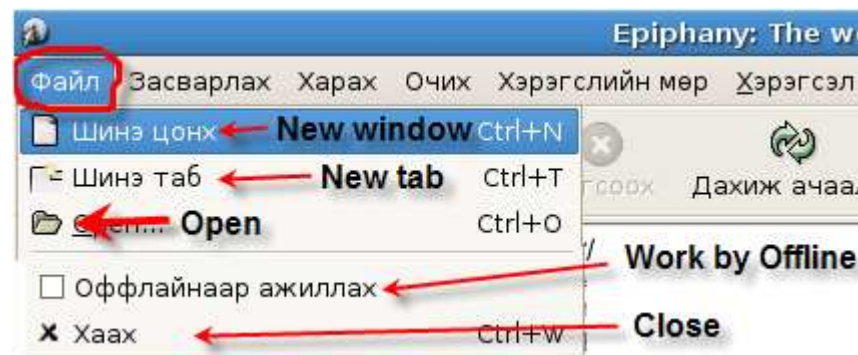 Epiphany: The w
Файл Засварлах Харах Очих Хэрэгслийн мөр Хэрэгсэл
Шинэ цонх New window Ctrl+N
Шинэ таб New tab Ctrl+T
Дахиж ачаал
Open Ctrl+O
Work by Offline
Оффлайнаар ажиллах
Хаах Ctrl+W Close